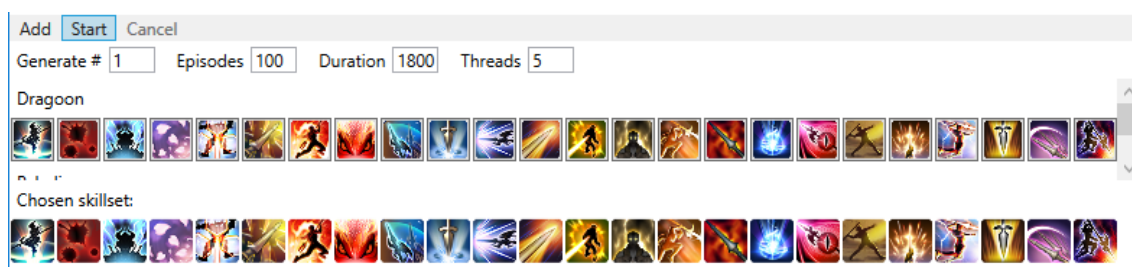 Add Start Cancel
Generate # 1 Episodes 100 Duration 1800 Threads 5
Dragoon
Chosen skillset: